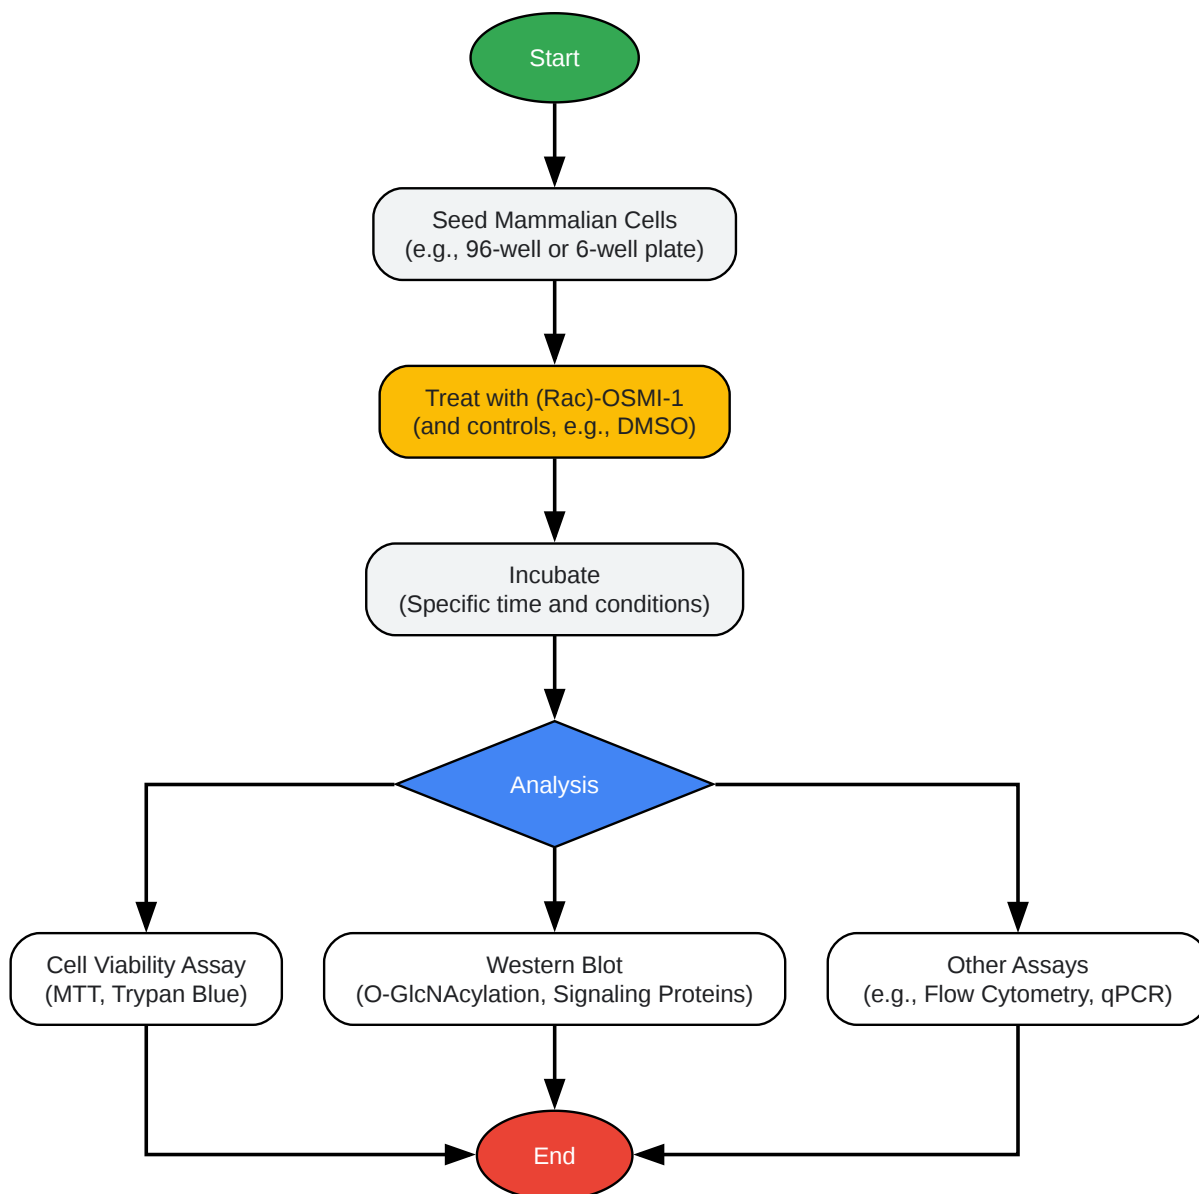 Start
Seed Mammalian Cells
(e.g., 96-well or 6-well plate)
Treat with (Rac)-OSMI-1
(and controls, e.g., DMSO)
Incubate
(Specific time and conditions)
Analysis
Cell Viability Assay
(MTT, Trypan Blue)
Western Blot
(O-GlcNAcylation, Signaling Proteins)
Other Assays
(e.g., Flow Cytometry, qPCR)
End